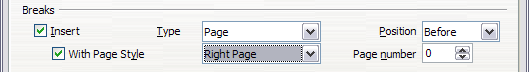 Breaks
Insert Type Page Position Before
With Page Style Right Page Page number 0